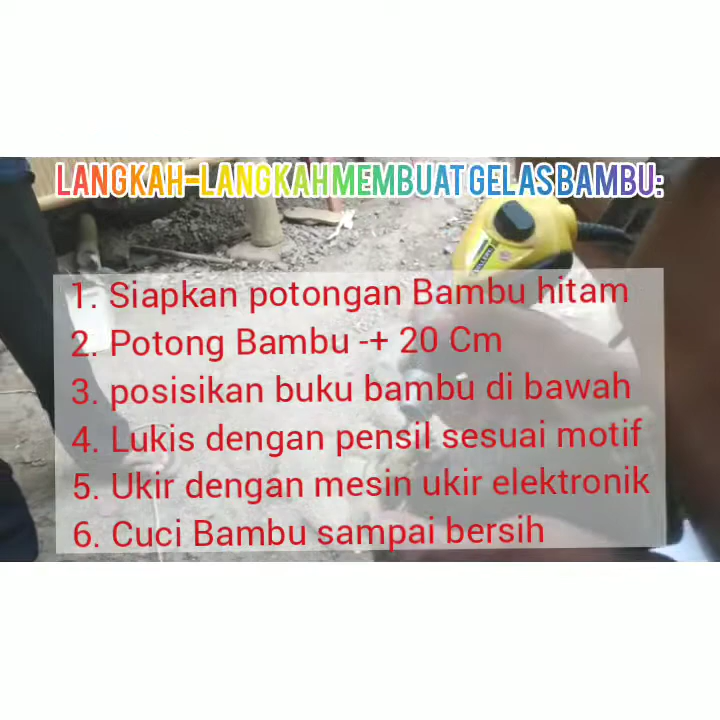 LANGKAH-LANGKAH MEMBUAT GELAS BAMBU:
1. Siapkan potongan Bambu hitam
2. Potong Bambu -+ 20 Cm
3. posisikan buku bambu di bawah
4. Lukis dengan pensil sesuai motif
5. Ukir dengan mesin ukir elektronik
6. Cuci Bambu sampai bersih